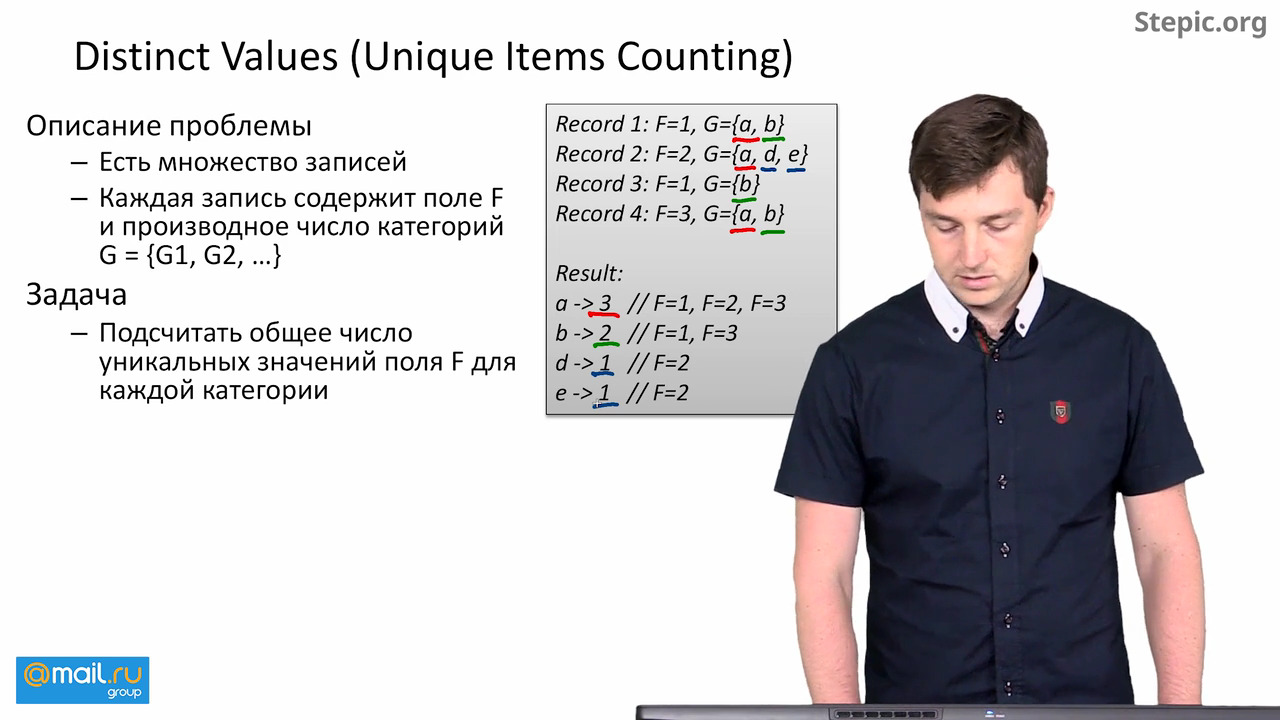 Stepic.org
Distinct Values (Unique Items Counting)
Описание проблемы
– Есть множество записей
– Каждая запись содержит поле F
и производное число категорий
G = {G1, G2, …}
Задача
– Подсчитать общее число
уникальных значений поля F для
каждой категории
Record 1: F=1, G={a, b}
Record 2: F=2, G={a, d, e}
Record 3: F=1, G={b}
Record 4: F=3, G={a, b}
Result:
a -> 3 // F=1, F=2, F=3
b -> 2 // F=1, F=3
d -> 1 // F=2
e -> 1 // F=2
@mail.ru
group